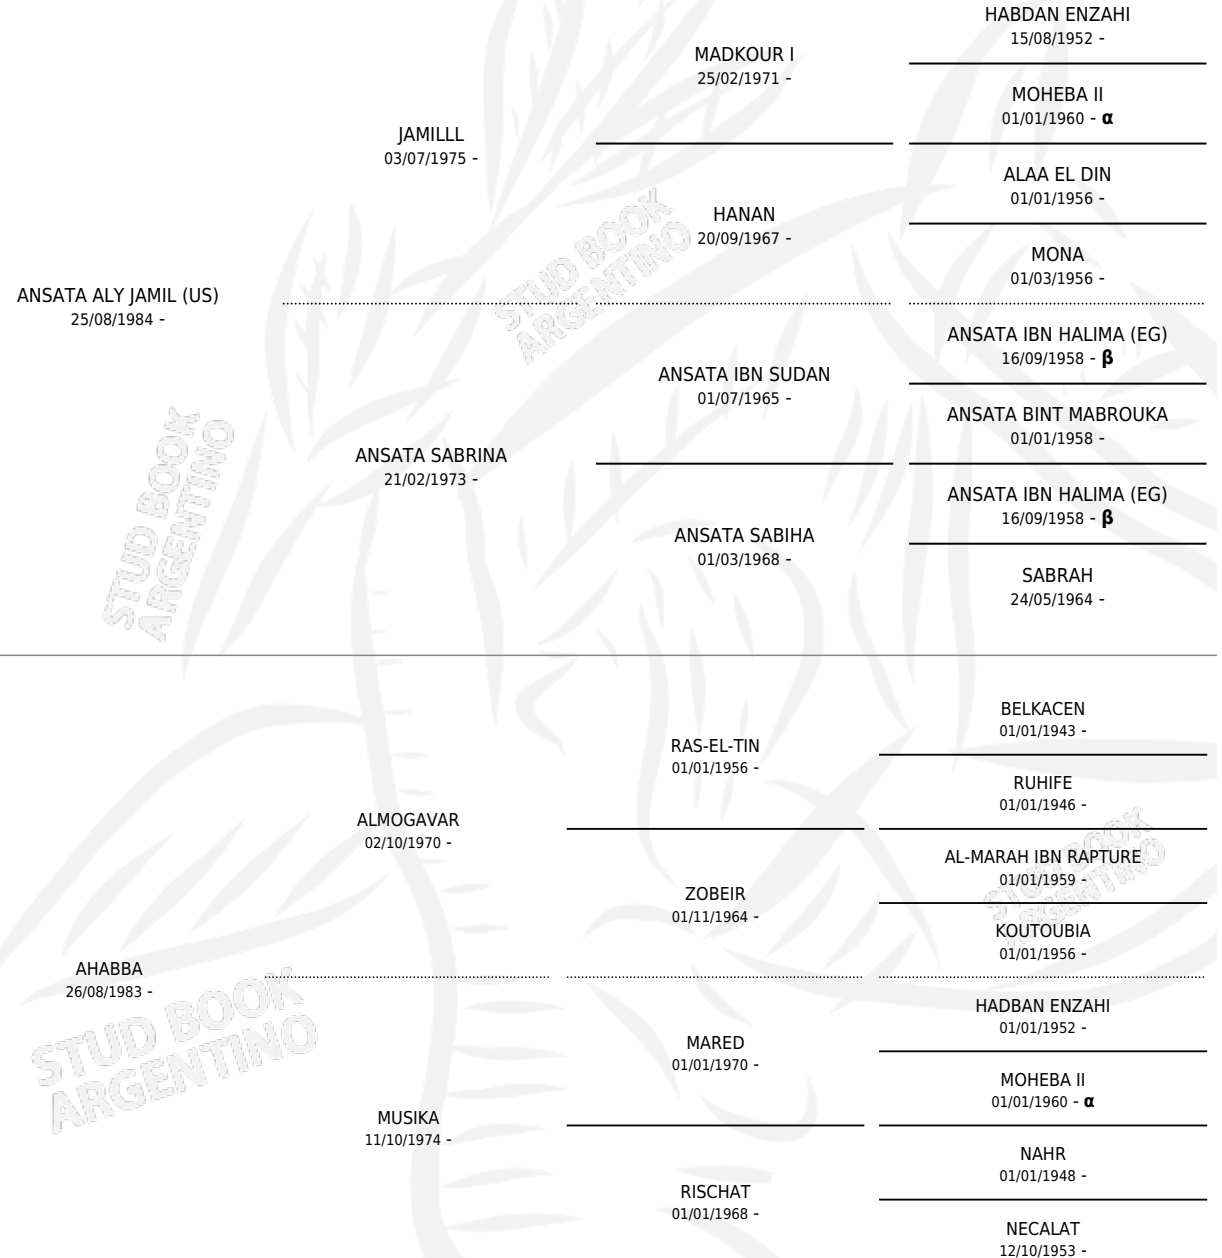 HABDAN ENZAHI
15/08/1952 -
MADKOUR I
25/02/1971 -
MOHEBA II
01/01/1960 - α
JAMILLL
03/07/1975 -
ALAA EL DIN
01/01/1956 -
HANAN
20/09/1967 -
MONA
01/03/1956 -
ANSATA ALY JAMIL (US)
25/08/1984 -
ANSATA IBN HALIMA (EG)
16/09/1958 - β
ANSATA IBN SUDAN
01/07/1965 -
ANSATA BINT MABROUKA
01/01/1958 -
ANSATA SABRINA
21/02/1973 -
ANSATA IBN HALIMA (EG)
16/09/1958 - β
ANSATA SABIHA
01/03/1968 -
SABRAH
24/05/1964 -
BELKACEN
01/01/1943 -
RAS-EL-TIN
01/01/1956 -
RUHIFE
01/01/1946 -
ALMOGAVAR
02/10/1970 -
AL-MARAH IBN RAPTURE
01/01/1959 -
ZOBEIR
01/11/1964 -
KOUTOUBIA
01/01/1956 -
AHABBA
26/08/1983 -
HADBAN ENZAHI
01/01/1952 -
MARED
01/01/1970 -
MOHEBA II
01/01/1960 - α
MUSIKA
11/10/1974 -
NAHR
01/01/1948 -
RISCHAT
01/01/1968 -
NECALAT
12/10/1953 -
STUD BOOK
ARGENTINO
STUD BOOK
ARGENTINO
STUD BOOK
ARGENTINO
STUD BOOK
ARGENTINO